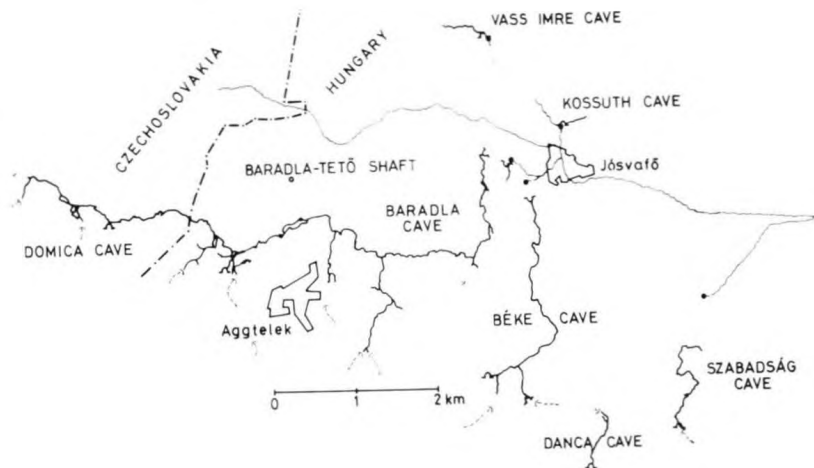 VASS IMRE CAVE
CZECHOSLOVAKIA
HUNGARY
KOSSUTH CAVE
BARADLA-TETŐ SHAFT
Jósvafő
BARADLA
CAVE
DOMICA CAVE
Aggtelek
BÉKE CAVE
SZABADSÁG
CAVE
0 1 2 km
DANCA CAVE